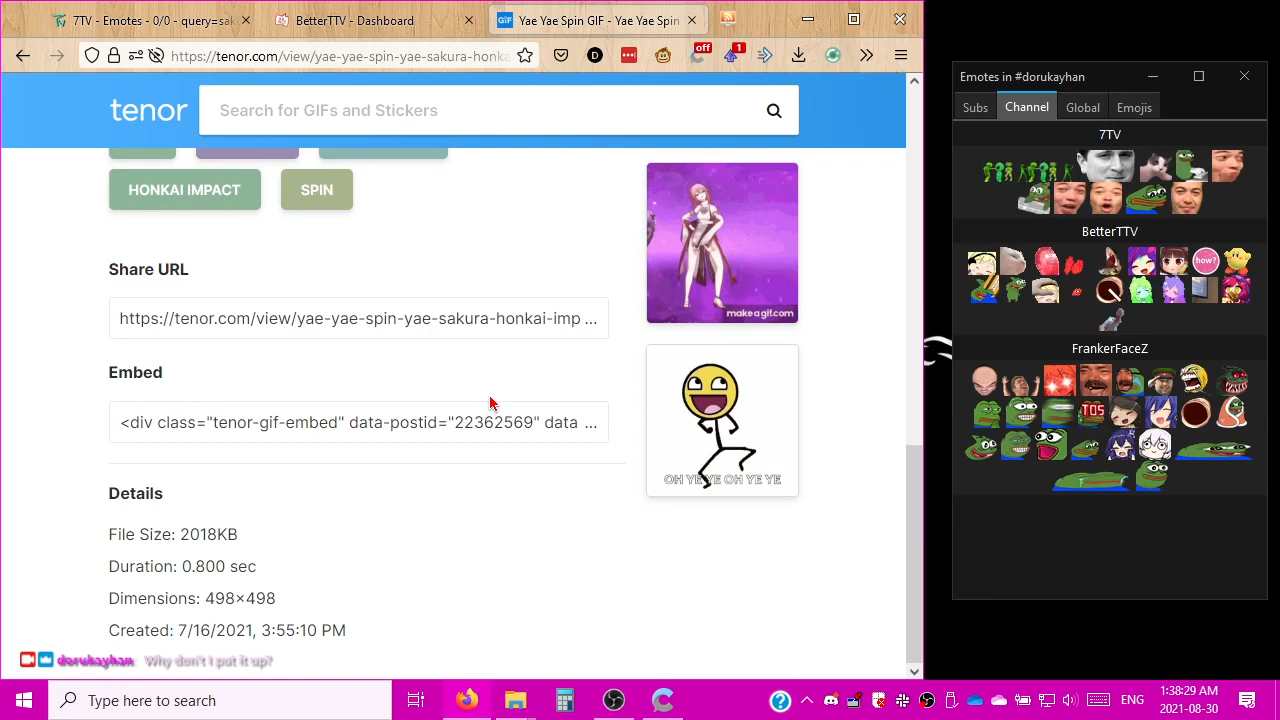 7TV - Emotes - 0/0 - query=s
BetterTTV - Dashboard
GIF
Yae Yae Spin GIF - Yae Yae Spin
https://tenor.com/view/yae-yae-spin-yae-sakura-honka
off
1
tenor
Search for GIFs and Stickers
HONKAI IMPACT
SPIN
Share URL
https://tenor.com/view/yae-yae-spin-yae-sakura-honkai-imp ...
Embed
<div class="tenor-gif-embed" data-postid="22362569" data ...
Details
File Size: 2018KB
Duration: 0.800 sec
Dimensions: 498×498
Created: 7/16/2021, 3:55:10 PM
makeagif.com
OH YE YE OH YE YE
dorukayhan: Why don't I put it up?
Emotes in #dorukayhan
Subs
Channel
Global
Emojis
7TV
BetterTTV
how?
FrankerFaceZ
TOS
Type here to search
ENG
1:38:29 AM
2021-08-30